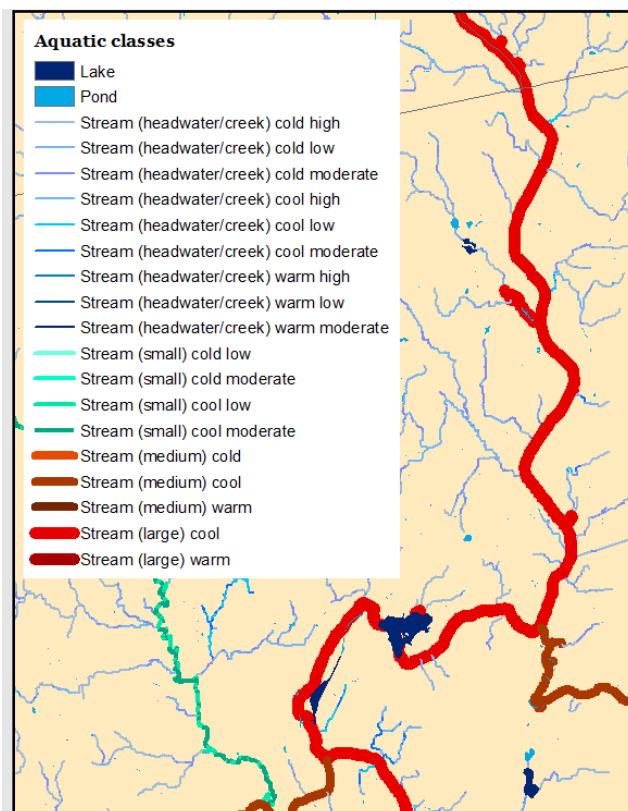 Aquatic classes
Lake
Pond
Stream (headwater/creek) cold high
Stream (headwater/creek) cold low
Stream (headwater/creek) cold moderate
Stream (headwater/creek) cool high
Stream (headwater/creek) cool low
Stream (headwater/creek) cool moderate
Stream (headwater/creek) warm high
Stream (headwater/creek) warm low
Stream (headwater/creek) warm moderate
Stream (small) cold low
Stream (small) cold moderate
Stream (small) cool low
Stream (small) cool moderate
Stream (medium) cold
Stream (medium) cool
Stream (medium) warm
Stream (large) cool
Stream (large) warm